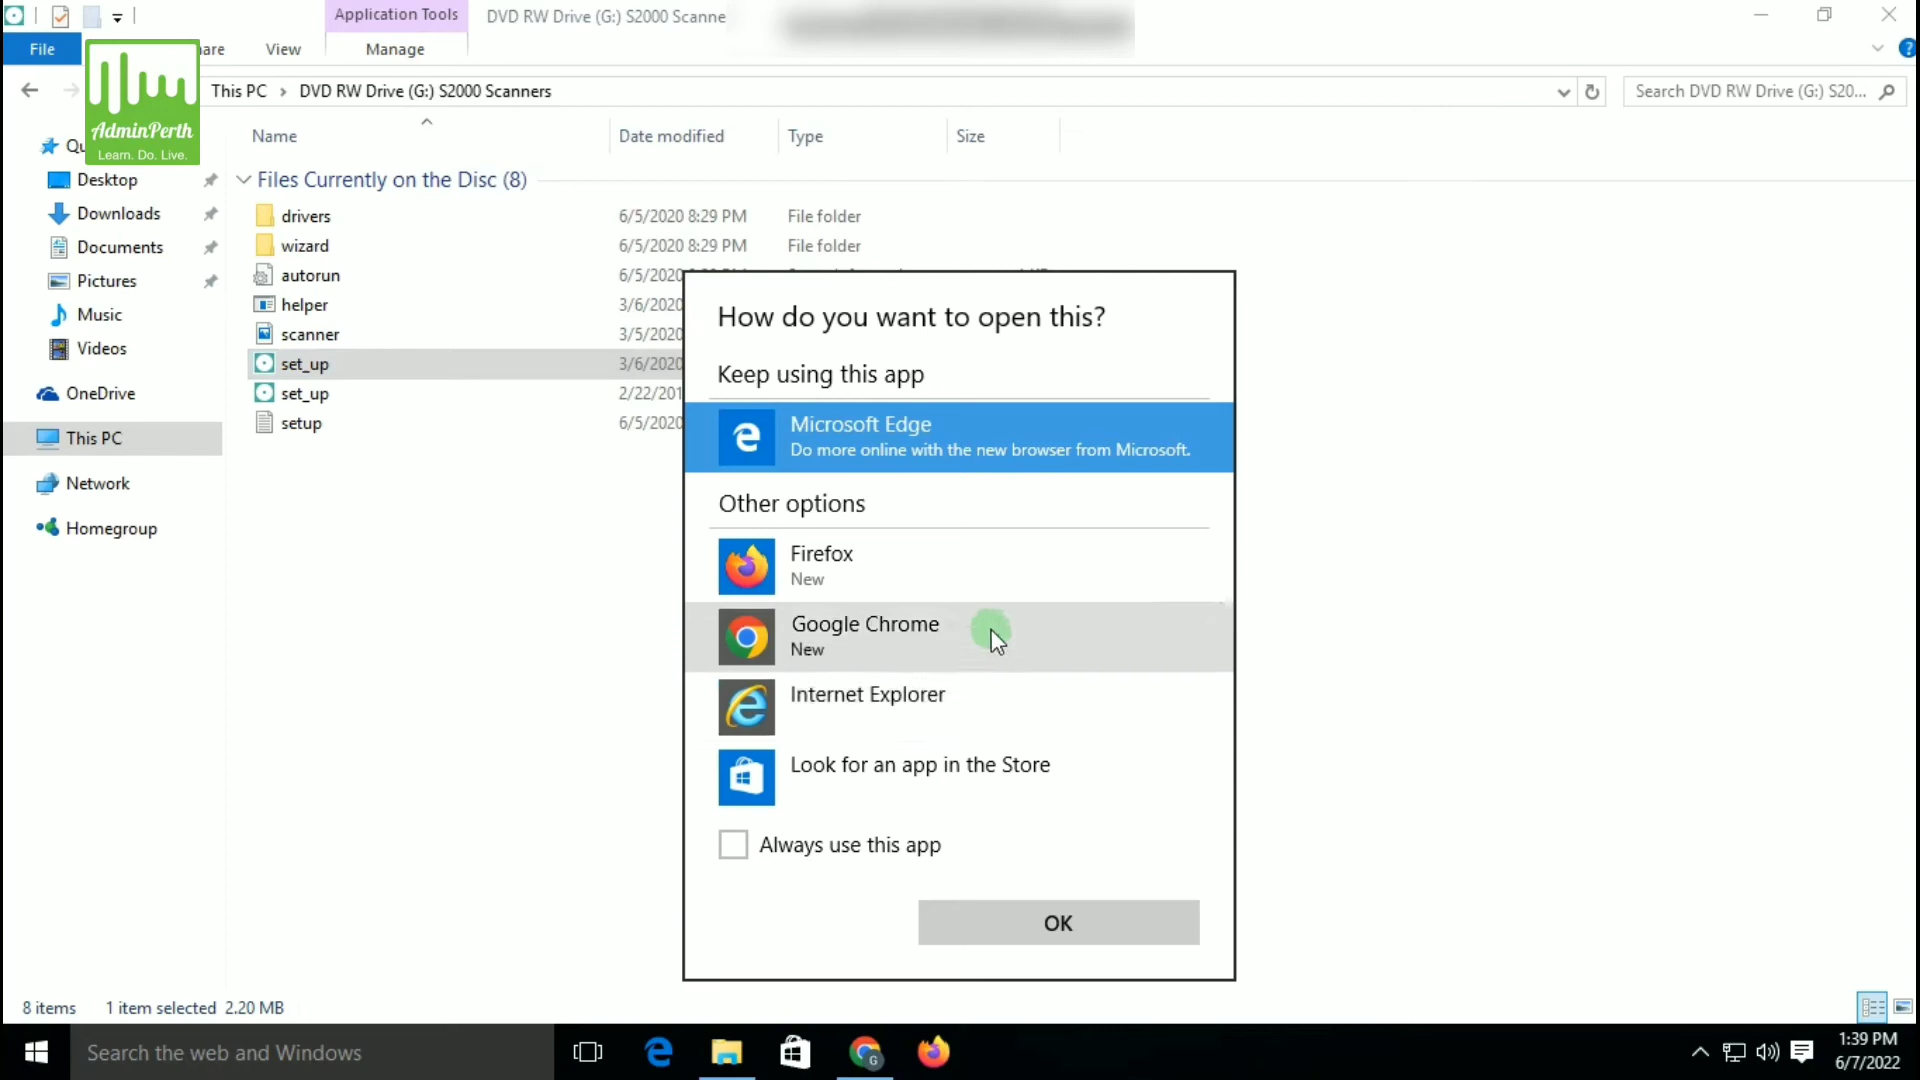 Application Tools
DVD RW Drive (G:) S2000 Scanne
File
are
View
Manage
AdminPerth
Learn. Do. Live.
This PC > DVD RW Drive (G:) S2000 Scanners
Search DVD RW Drive (G:) S20...
Name
Date modified
Type
Size
Qu
Desktop
Downloads
Documents
Pictures
Music
Videos
OneDrive
This PC
Network
Homegroup
Files Currently on the Disc (8)
drivers 6/5/2020 8:29 PM File folder
wizard 6/5/2020 8:29 PM File folder
autorun 6/5/2020
helper 3/6/2020
scanner 3/5/2020
set_up 3/6/2020
set_up 2/22/201
setup 6/5/2020
How do you want to open this?
Keep using this app
Microsoft Edge
Do more online with the new browser from Microsoft.
Other options
Firefox
New
Google Chrome
New
Internet Explorer
Look for an app in the Store
Always use this app
OK
8 items 1 item selected 2.20 MB
Search the web and Windows
1:39 PM
6/7/2022